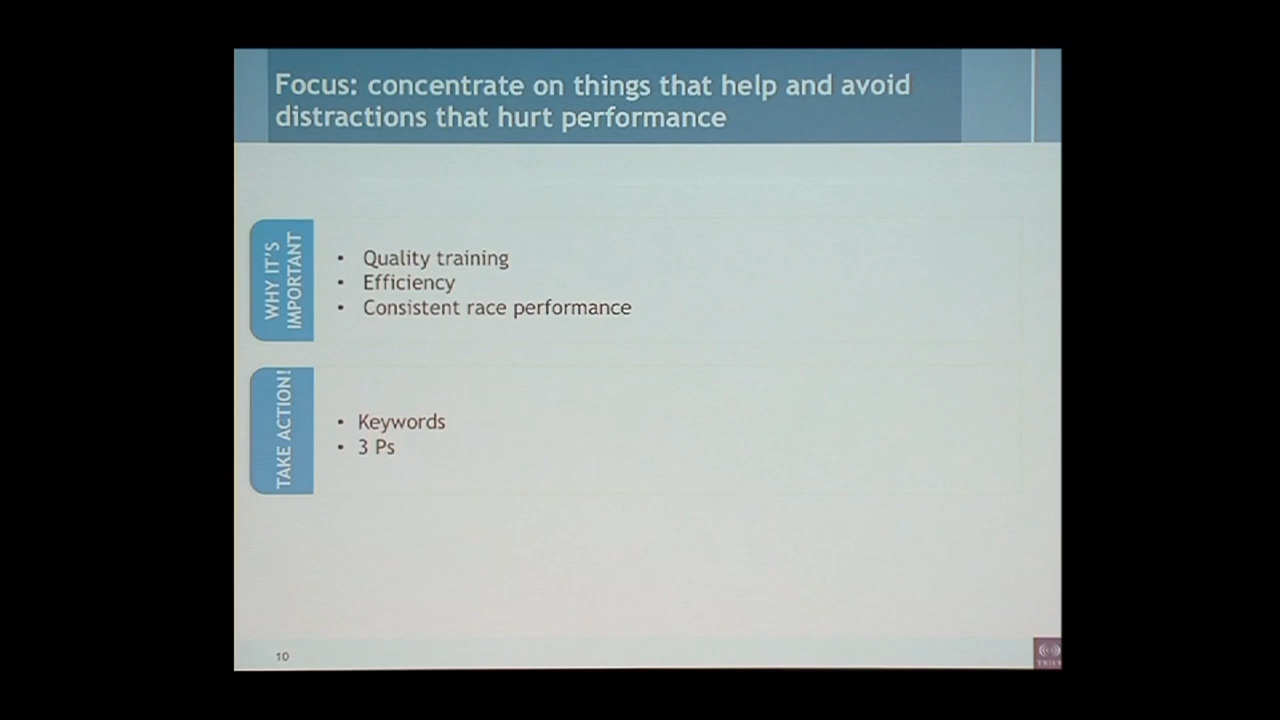 Focus: concentrate on things that help and avoid
distractions that hurt performance
WHY IT'S
IMPORTANT
• Quality training
• Efficiency
• Consistent race performance
TAKE ACTION!
• Keywords
• 3 Ps
10